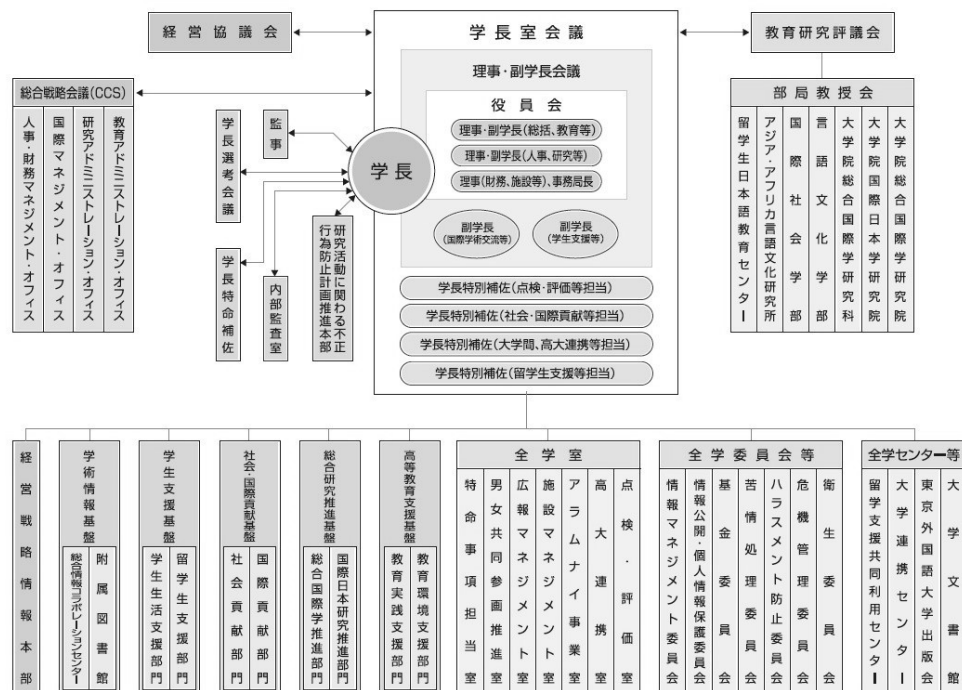 経営協議会
学長室会議
教育研究評議会
理事・副学長会議
役員会
理事・副学長(総括、教育等)
理事・副学長(人事、研究等)
理事(財務、施設等)、事務局長
学長
副学長
(国際学術交流等)
副学長
(学生支援等)
学長特別補佐(点検・評価等担当)
学長特別補佐(社会・国際貢献等担当)
学長特別補佐(大学間、高大連携等担当)
学長特別補佐(留学生支援等担当)
総合戦略会議(CCS)
人事・財務マネジメント・オフィス
国際マネジメント・オフィス
研究アドミニストレーション・オフィス
教育アドミニストレーション・オフィス
監事
学長選考会議
学長特命補佐
内部監査室
研究活動に関わる不正
行為防止計画推進本部
部局教授会
留学生日本語教育センター
アジア・アフリカ言語文化研究所
国際社会学部
言語文化学部
大学院総合国際学研究科
大学院国際日本学研究院
大学院総合国際学研究院
経営戦略情報本部
学術情報基盤
総合情報コラボレーションセンター
附属図書館
学生支援基盤
学生生活支援部門
留学生支援部門
社会・国際貢献基盤
社会貢献部門
国際貢献部門
総合研究推進基盤
総合国際学推進部門
国際日本研究推進部門
高等教育支援基盤
教育実践支援部門
教育環境支援部門
全学室
特命事項担当室
男女共同参画推進室
広報マネジメント室
施設マネジメント室
アラムナイ事業室
高大連携室
点検・評価室
全学委員会等
情報マネジメント委員会
情報公開・個人情報保護委員会
基金委員会
苦情処理委員会
ハラスメント防止委員会
危機管理委員会
衛生委員会
全学センター等
留学支援共同利用センター
大学連携センター
東京外国語大学出版会
大学文書館